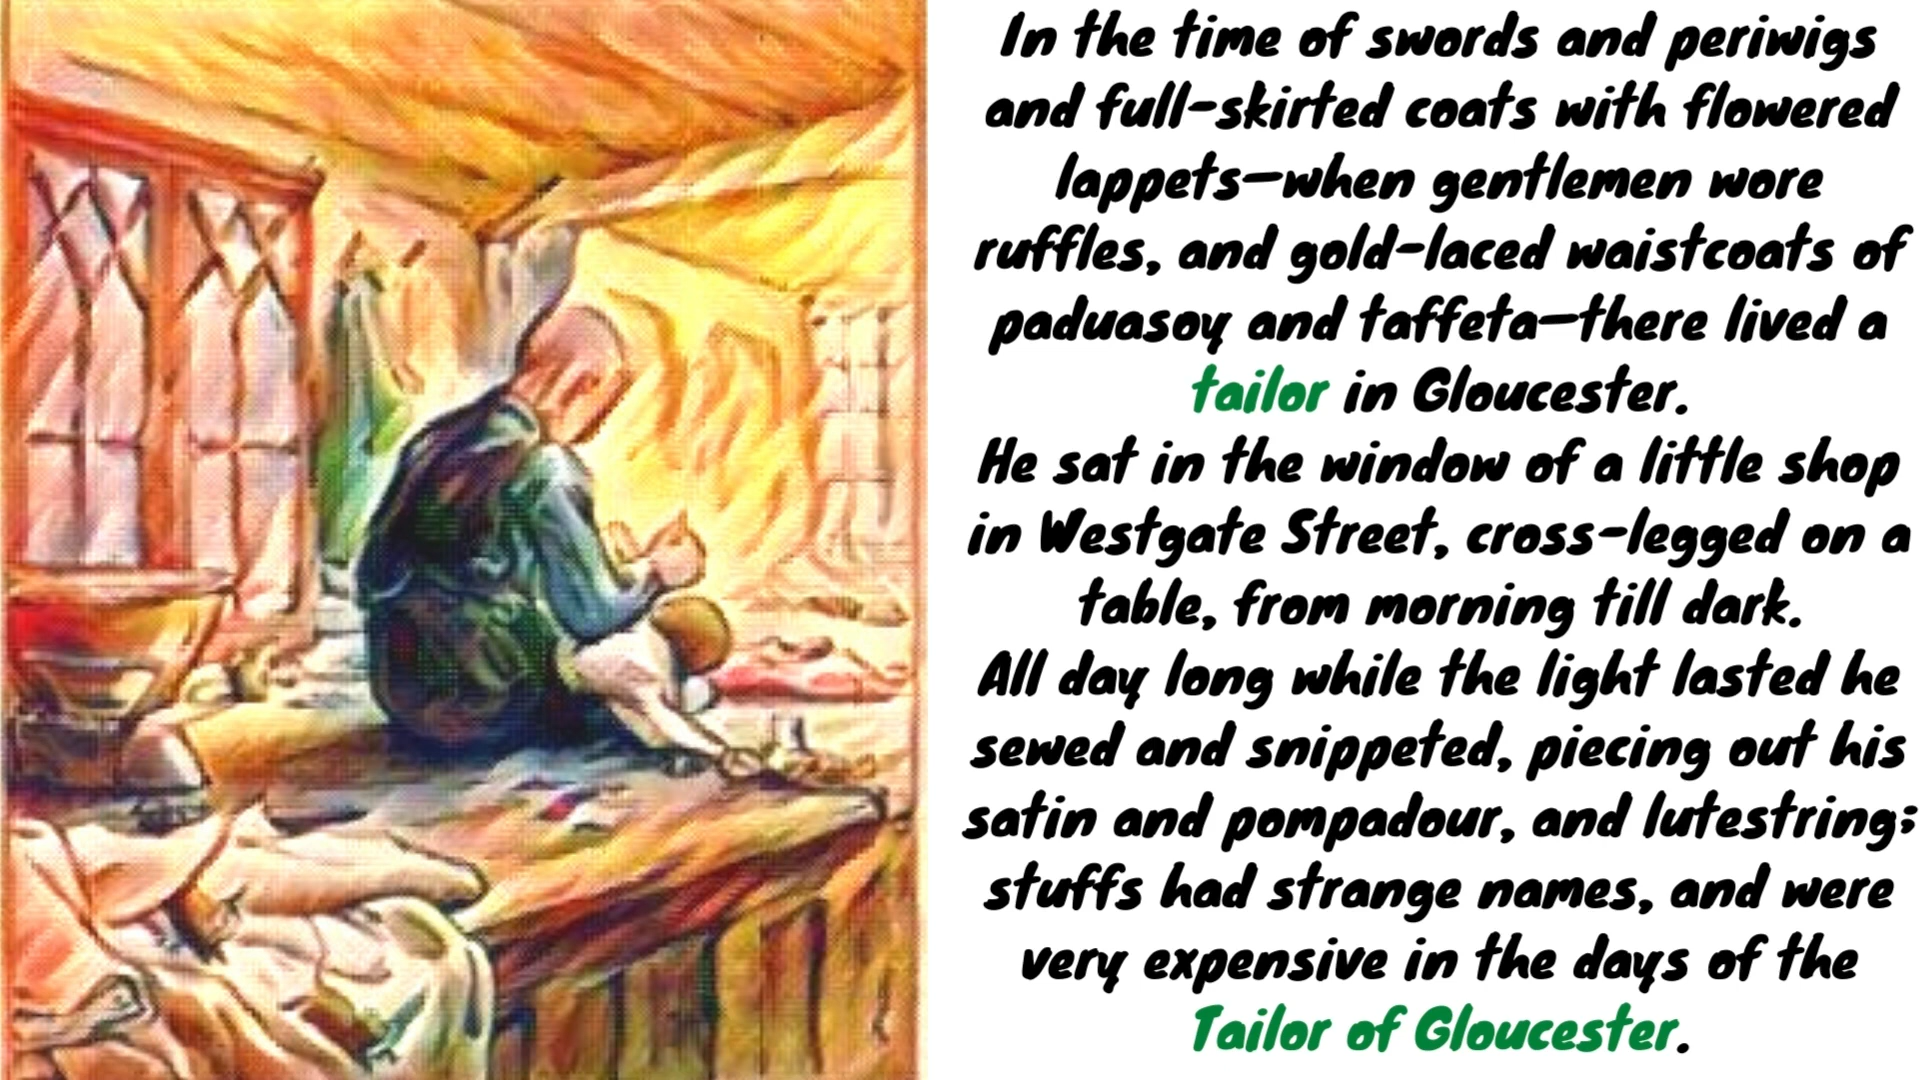 In the time of swords and periwigs
and full-skirted coats with flowered
lappets—when gentlemen wore
ruffles, and gold-laced waistcoats of
paduasoy and taffeta—there lived a
tailor in Gloucester.
He sat in the window of a little shop
in Westgate Street, cross-legged on a
table, from morning till dark.
All day long while the light lasted he
sewed and snippeted, piecing out his
satin and pompadour, and lutestring;
stuffs had strange names, and were
very expensive in the days of the
Tailor of Gloucester.